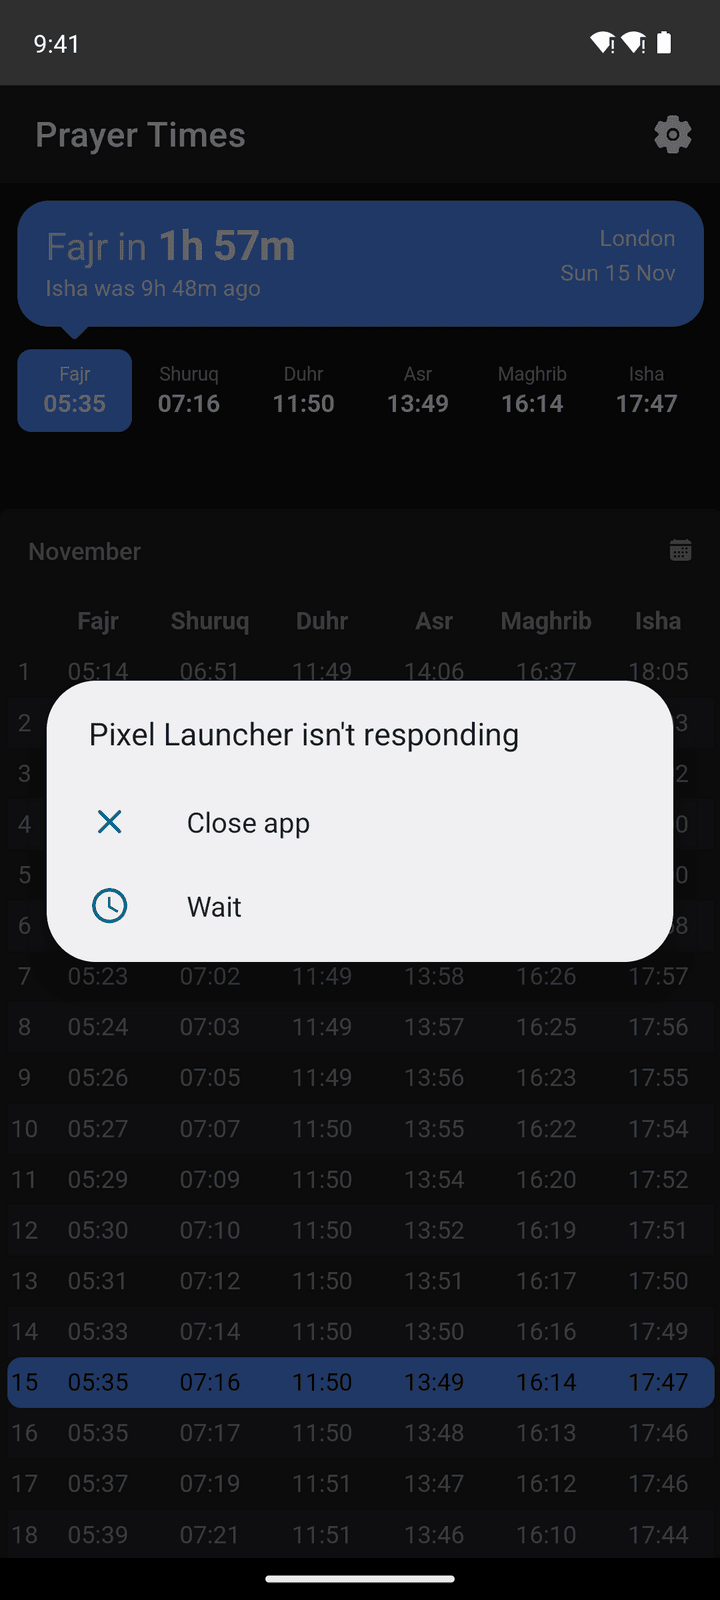 9:41
Prayer Times
Fajr in 1h 57m
London
Isha was 9h 48m ago
Sun 15 Nov
Fajr Shuruq Duhr Asr Maghrib Isha
05:35 07:16 11:50 13:49 16:14 17:47
November
Fajr Shuruq Duhr Asr Maghrib Isha
1 05:14 06:51 11:49 14:06 16:37 18:05
2 3
Pixel Launcher isn't responding
3 2
Close app
4 0
5 0
Wait
6 8
7 05:23 07:02 11:49 13:58 16:26 17:57
8 05:24 07:03 11:49 13:57 16:25 17:56
9 05:26 07:05 11:49 13:56 16:23 17:55
10 05:27 07:07 11:50 13:55 16:22 17:54
11 05:29 07:09 11:50 13:54 16:20 17:52
12 05:30 07:10 11:50 13:52 16:19 17:51
13 05:31 07:12 11:50 13:51 16:17 17:50
14 05:33 07:14 11:50 13:50 16:16 17:49
15 05:35 07:16 11:50 13:49 16:14 17:47
16 05:35 07:17 11:50 13:48 16:13 17:46
17 05:37 07:19 11:51 13:47 16:12 17:46
18 05:39 07:21 11:51 13:46 16:10 17:44